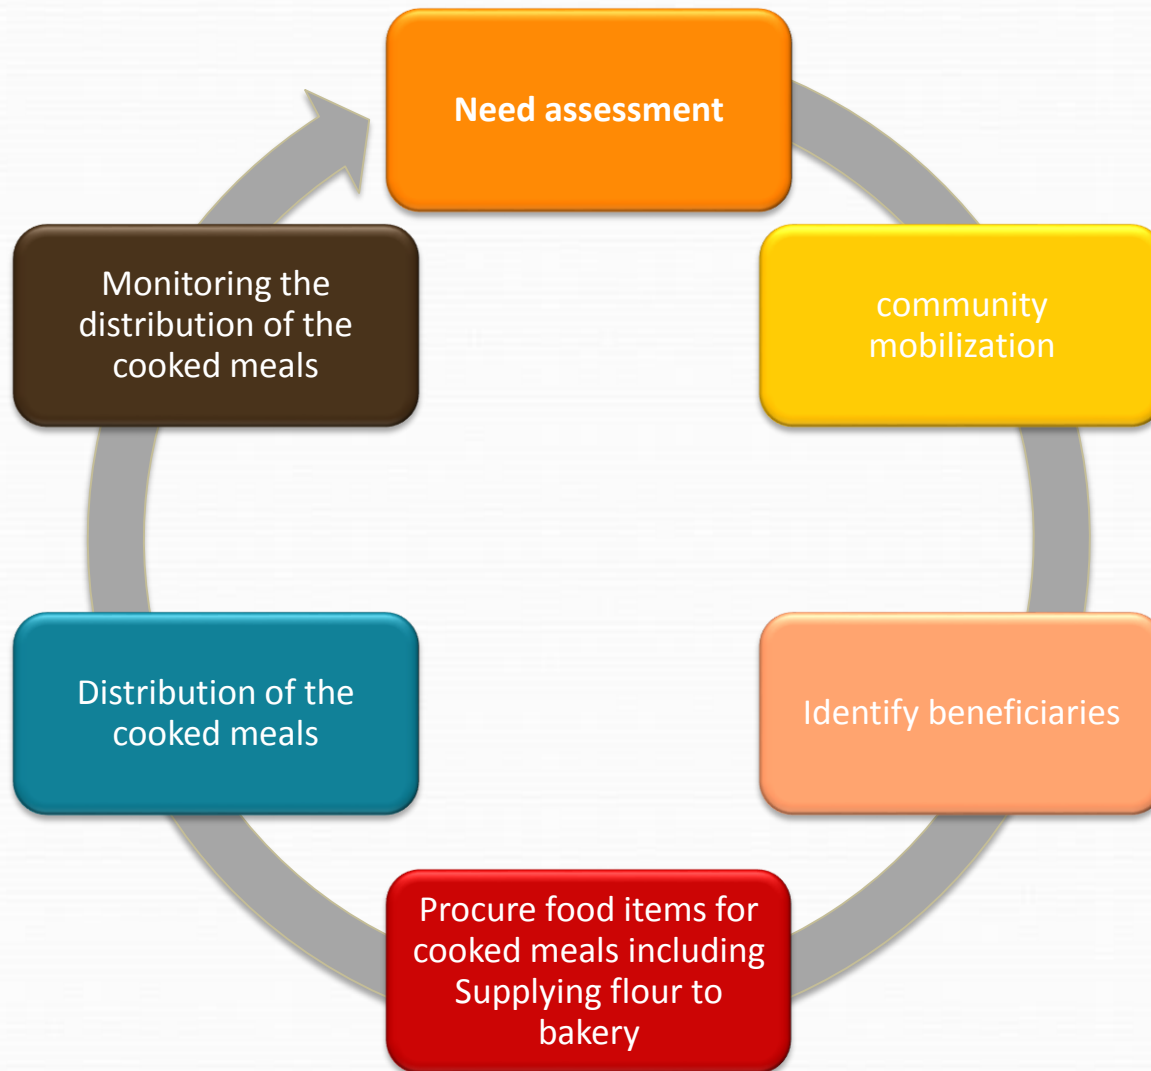 Need assessment
community
mobilization
Identify beneficiaries
Procure food items for
cooked meals including
Supplying flour to
bakery
Distribution of the
cooked meals
Monitoring the
distribution of the
cooked meals